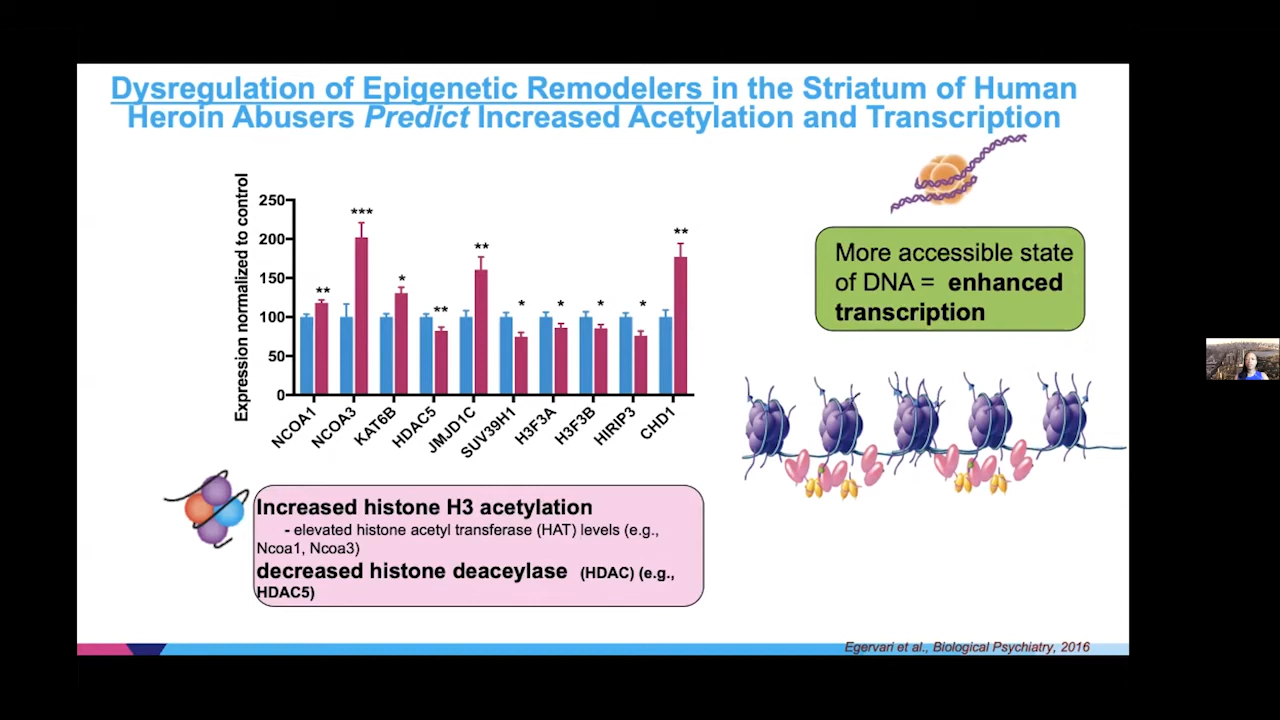 Dysregulation of Epigenetic Remodelers in the Striatum of Human
Heroin Abusers Predict Increased Acetylation and Transcription
Expression normalized to control
250
200
150
100
50
0
***
**
*
**
**
*
*
*
*
**
NCOA1
NCOA3
KAT6B
HDAC5
JMJD1C
SUV39H1
H3F3A
H3F3B
HIRIP3
CHD1
More accessible state
of DNA = enhanced
transcription
Increased histone H3 acetylation
- elevated histone acetyl transferase (HAT) levels (e.g.,
Ncoa1, Ncoa3)
decreased histone deaceylase (HDAC) (e.g.,
HDAC5)
Egervari et al., Biological Psychiatry, 2016